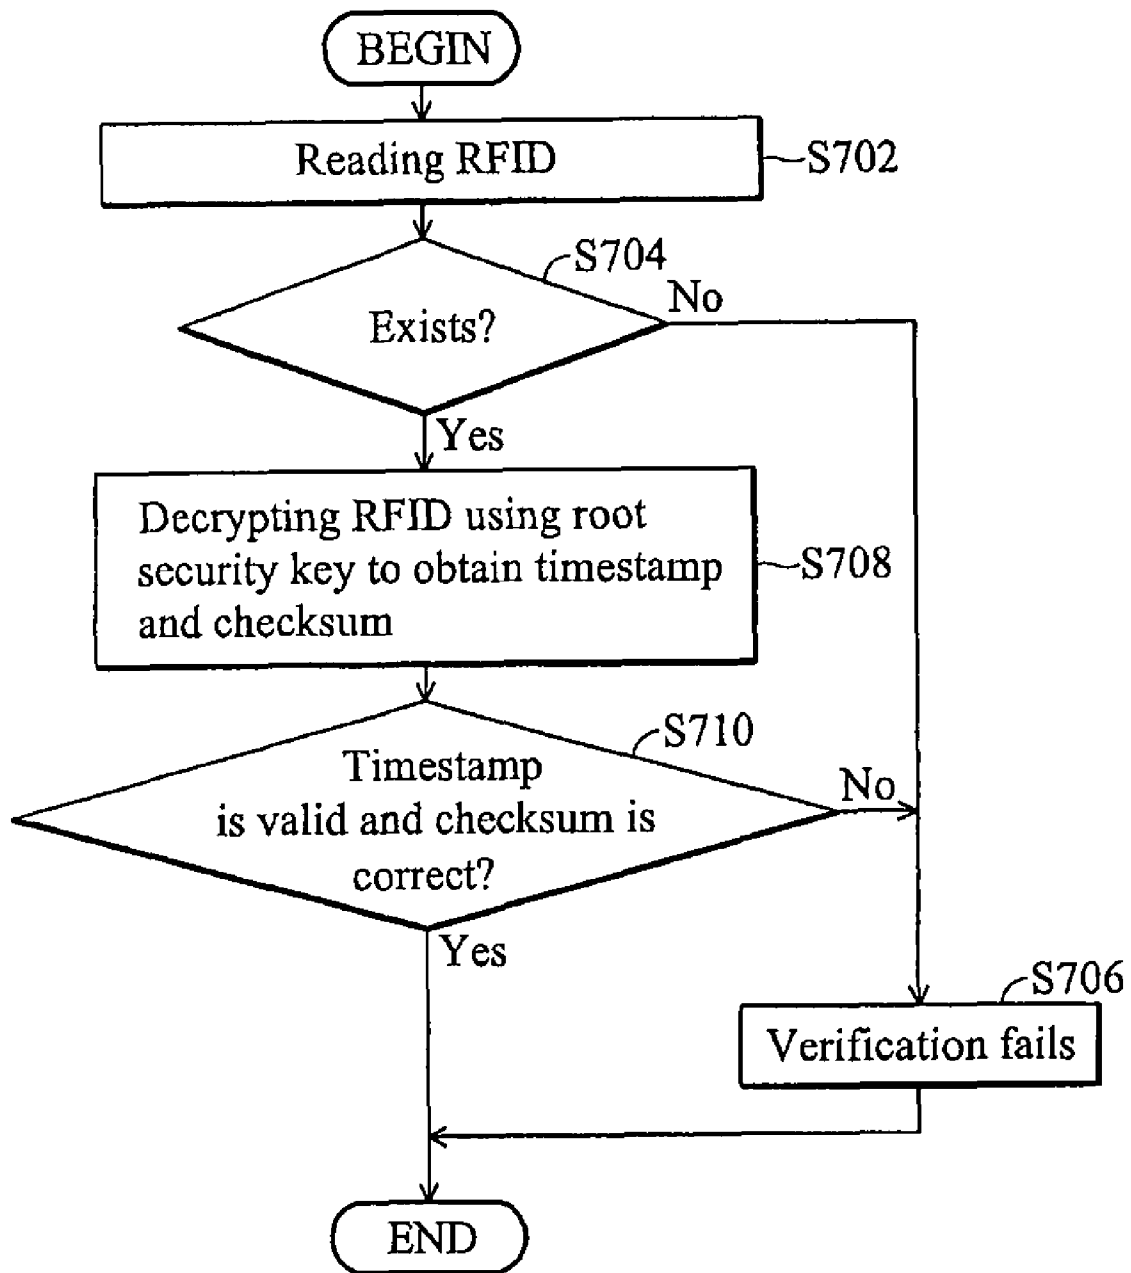 BEGIN
Reading RFID
S702
S704
No
Exists?
Yes
Decrypting RFID using root
security key to obtain timestamp
and checksum
S708
S710
Timestamp
No
is valid and checksum is
correct?
Yes
S706
Verification fails
END